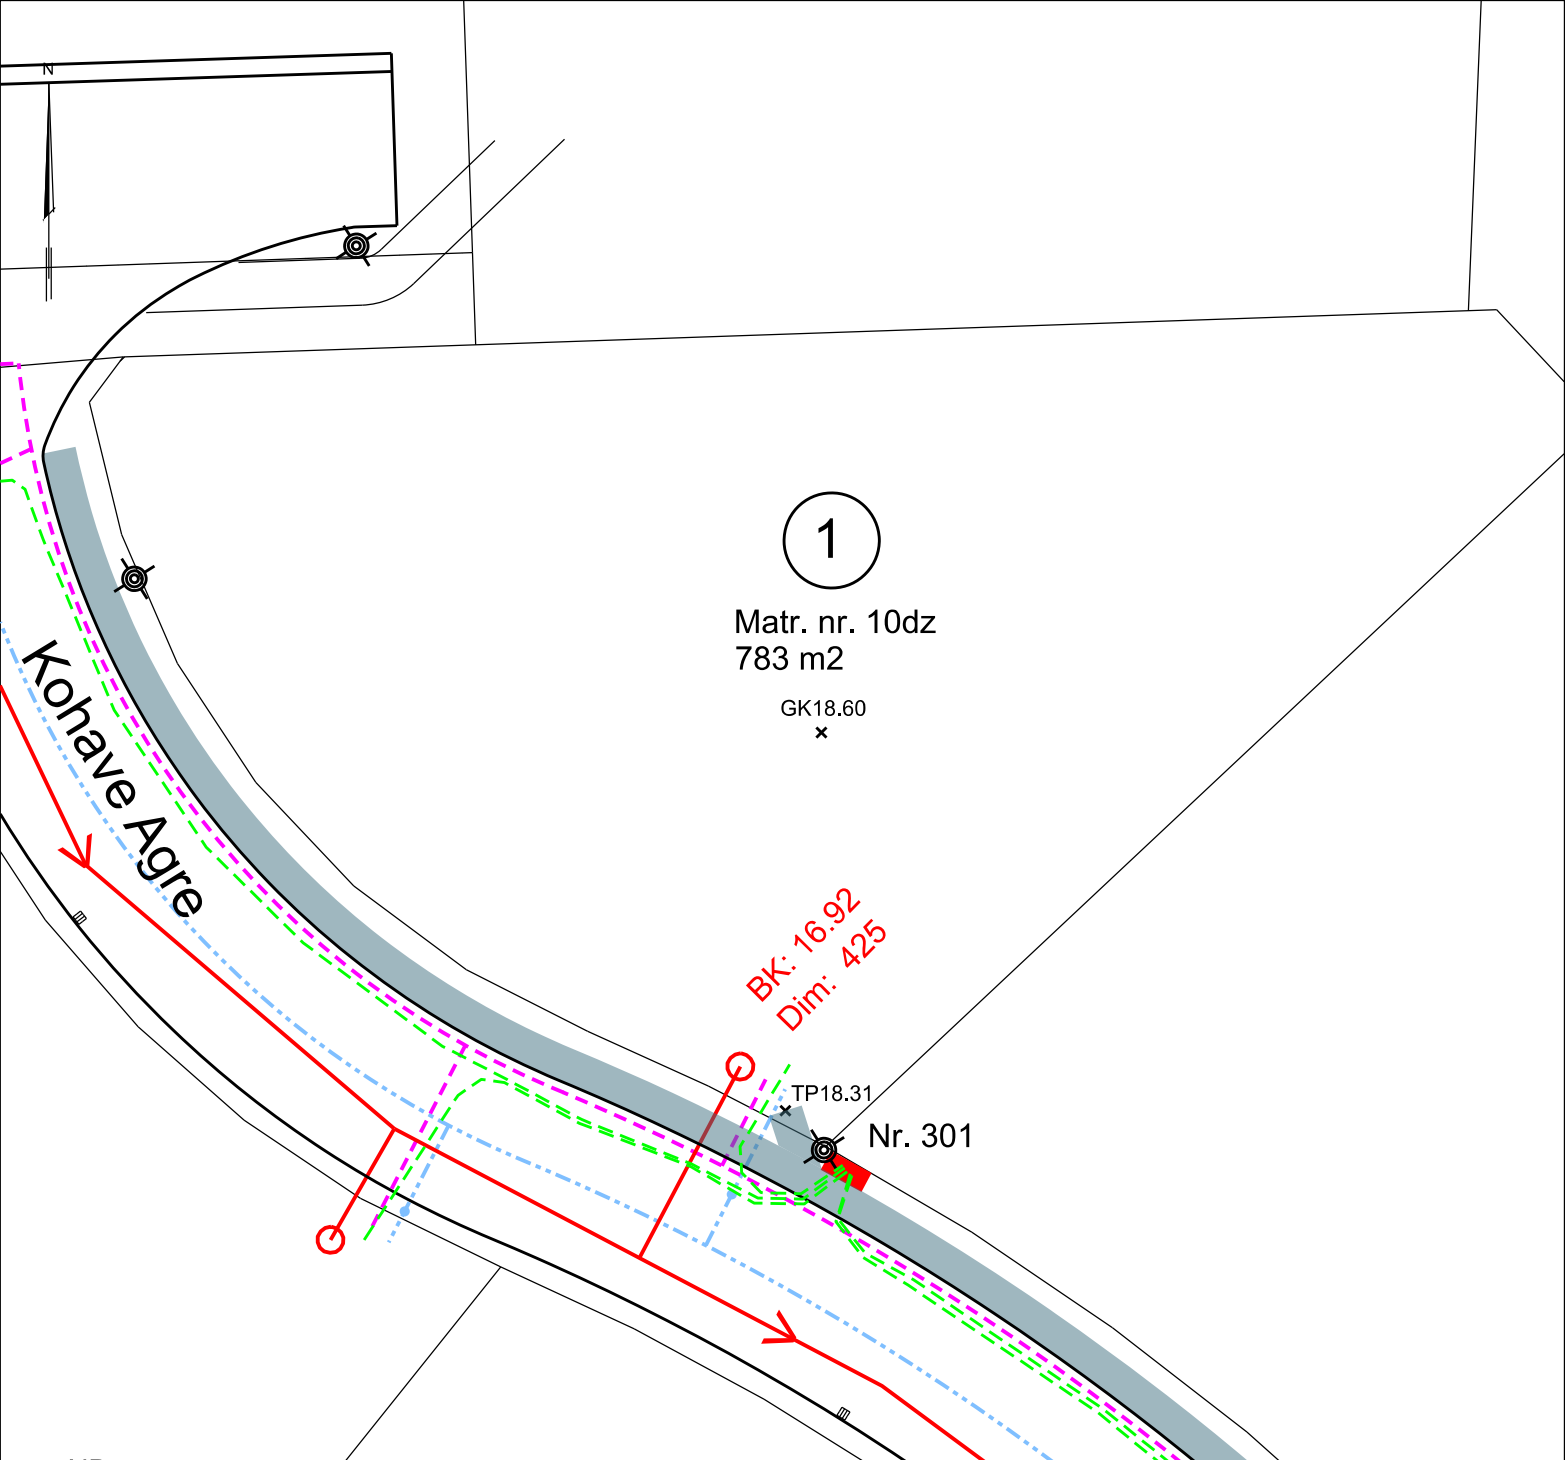 N
1
Matr. nr. 10dz
783 m2
GK18.60
Kohave Agre
BK: 16.92
Dim: 425
TP18.31
Nr. 301